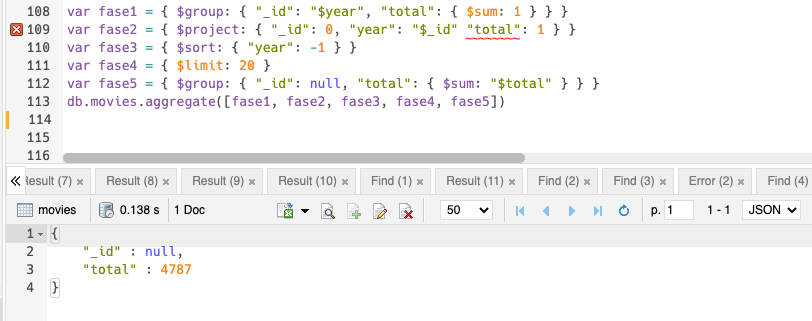 108 var fase1 = { $group: { "_id": "$year", "total": { $sum: 1 } } }
109 var fase2 = { $project: { "_id": 0, "year": "$_id" "total": 1 } }
110 var fase3 = { $sort: { "year": -1 } }
111 var fase4 = { $limit: 20 }
112 var fase5 = { $group: { "_id": null, "total": { $sum: "$total" } } }
113 db.movies.aggregate([fase1, fase2, fase3, fase4, fase5])
114
115
116
esult (7) × Result (8) × Result (9) × Result (10) × Find (1) × Result (11) × Find (2) × Find (3) × Error (2) × Find (4)
movies 0.138 s 1 Doc 50 p. 1 1 - 1 JSON
1 {
2 "_id" : null,
3 "total" : 4787
4 }